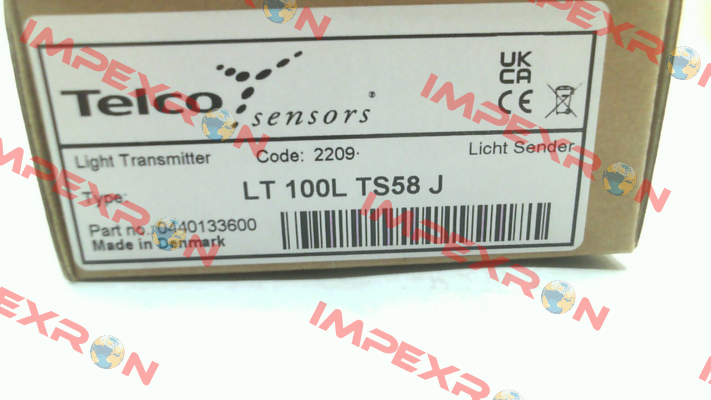 Telco sensors
UK
CA
CE
Light Transmitter Code: 2209· Licht Sender
Type: LT 100L TS58 J
Part no.: 0440133600
Made in Denmark
IMPEXRON
IMPEXRON
IMPEXRON
IMPEXRON
IMPEXRON
IMPEXRON